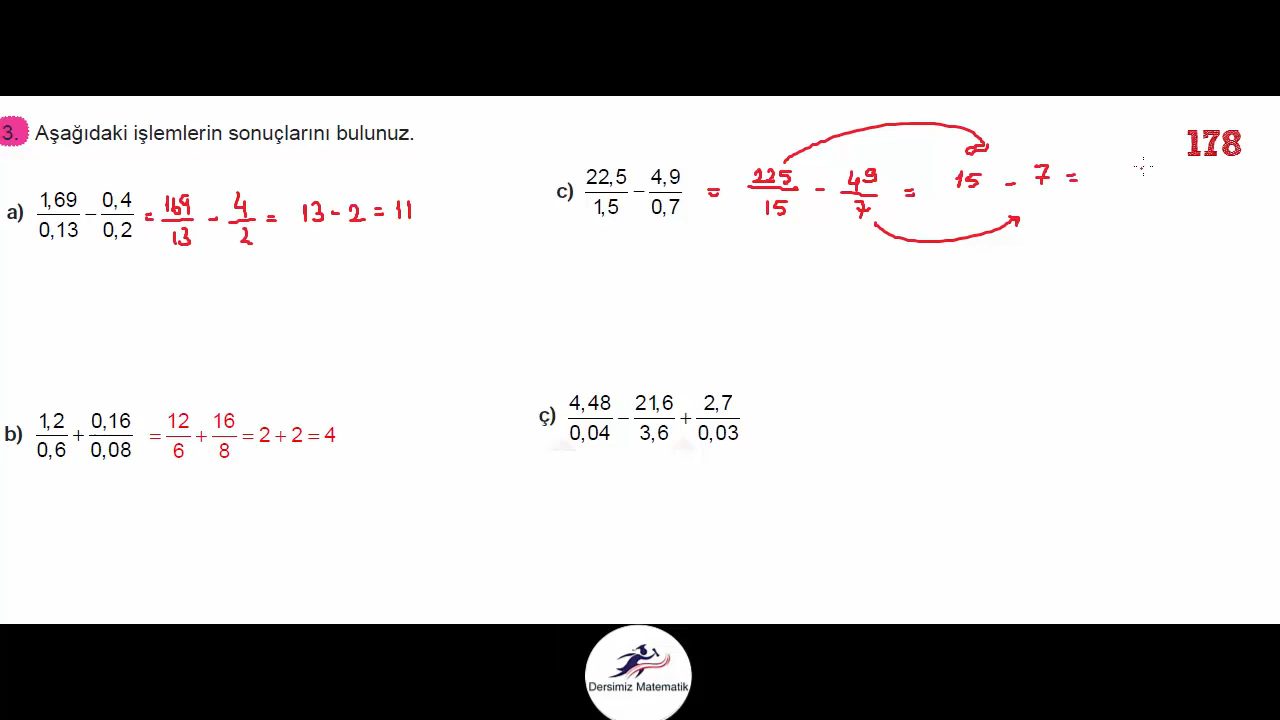 3. Aşağıdaki işlemlerin sonuçlarını bulunuz.
178
a) 1,69/0,13 − 0,4/0,2 = 169/13 - 4/2 = 13 - 2 = 11
c) 22,5/1,5 − 4,9/0,7 = 225/15 - 49/7 = 15 - 7 =
b) 1,2/0,6 + 0,16/0,08 = 12/6 + 16/8 = 2 + 2 = 4
ç) 4,48/0,04 − 21,6/3,6 + 2,7/0,03
Dersimiz Matematik